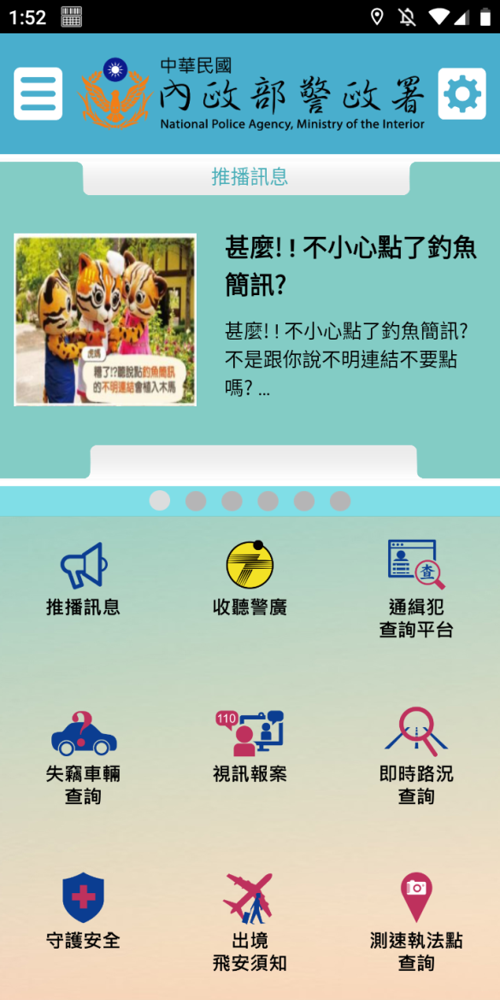 1:52
中華民國
內政部警政署
National Police Agency, Ministry of the Interior
推播訊息
甚麼!！不小心點了釣魚
簡訊?
甚麼!！不小心點了釣魚簡訊?
不是跟你說不明連結不要點
嗎? ...
虎媽
糟了!?聽說點釣魚簡訊
的不明連結會植入木馬
推播訊息
收聽警廣
通緝犯
查詢平台
查
失竊車輛
查詢
?
110
視訊報案
即時路況
查詢
守護安全
出境
飛安須知
測速執法點
查詢